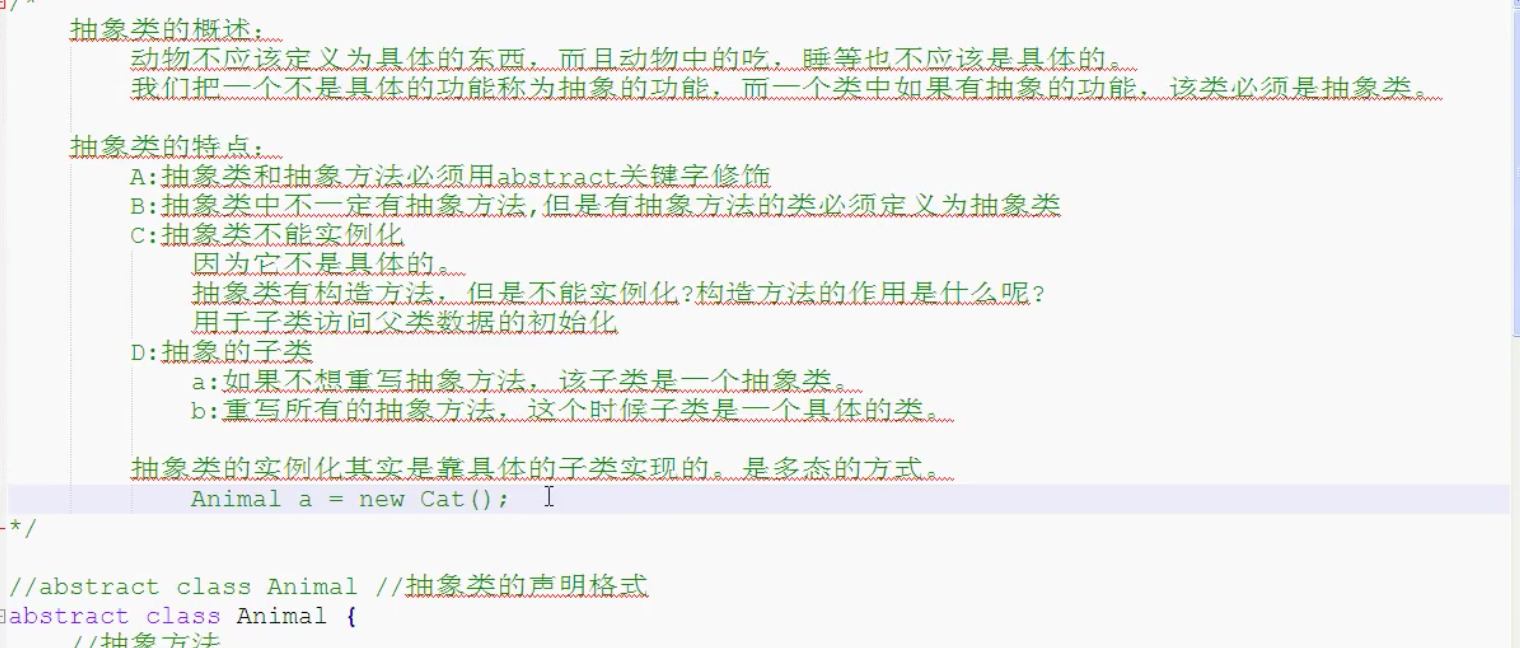 /*
抽象类的概述：
动物不应该定义为具体的东西，而且动物中的吃，睡等也不应该是具体的。
我们把一个不是具体的功能称为抽象的功能，而一个类中如果有抽象的功能，该类必须是抽象类。
抽象类的特点：
A:抽象类和抽象方法必须用abstract关键字修饰
B:抽象类中不一定有抽象方法,但是有抽象方法的类必须定义为抽象类
C:抽象类不能实例化
因为它不是具体的。
抽象类有构造方法，但是不能实例化?构造方法的作用是什么呢?
用于子类访问父类数据的初始化
D:抽象的子类
a:如果不想重写抽象方法，该子类是一个抽象类。
b:重写所有的抽象方法，这个时候子类是一个具体的类。
抽象类的实例化其实是靠具体的子类实现的。是多态的方式。
Animal a = new Cat();
*/
//abstract class Animal //抽象类的声明格式
abstract class Animal {
//抽象方法